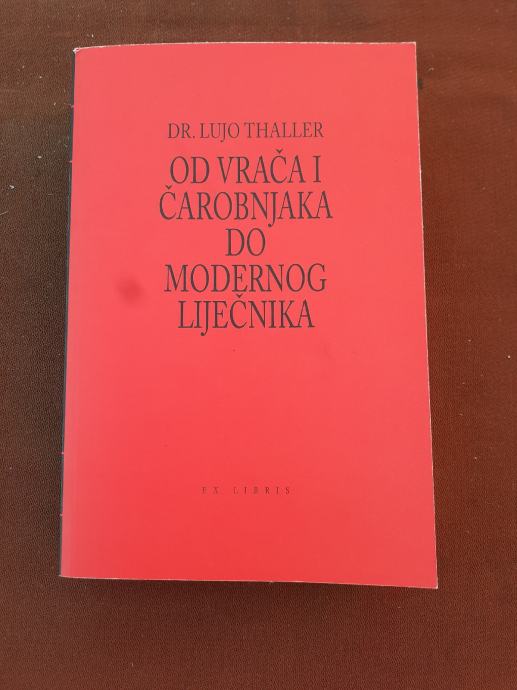 DR. LUJO THALLER
OD VRAČA I
ČAROBNJAKA
DO
MODERNOG
LIJEČNIKA
EX LIBRIS